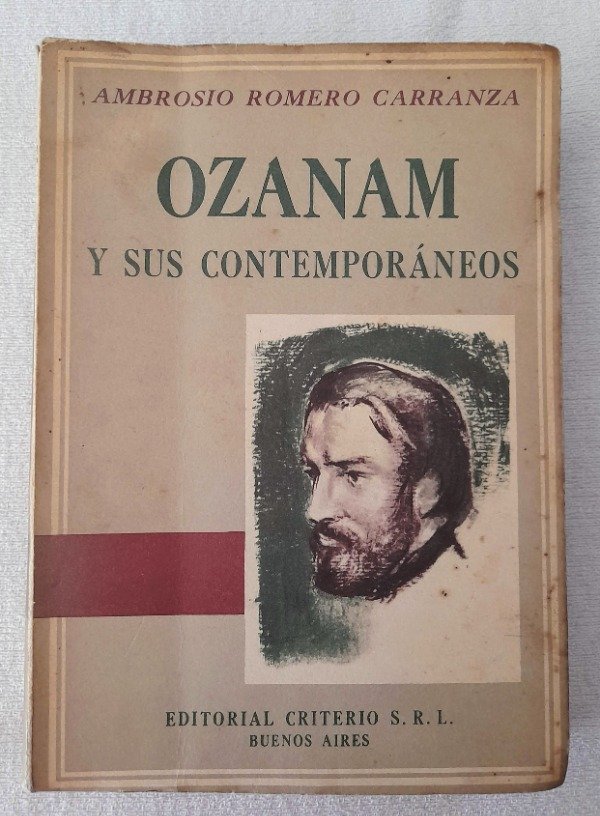 AMBROSIO ROMERO CARRANZA
OZANAM
Y SUS CONTEMPORÁNEOS
EDITORIAL CRITERIO S. R. L.
BUENOS AIRES